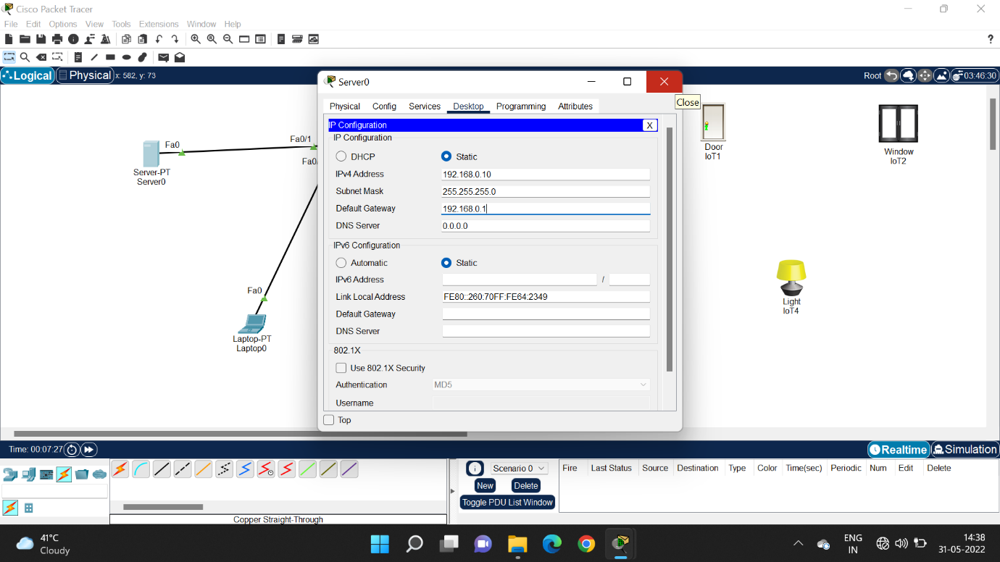 Cisco Packet Tracer
File Edit Options View Tools Extensions Window Help
?
Logical Physical x: 582, y: 73 Root 03:46:30
Server0
Close
Physical Config Services Desktop Programming Attributes
IP Configuration X
IP Configuration
DHCP Static
IPv4 Address 192.168.0.10
Subnet Mask 255.255.255.0
Default Gateway 192.168.0.1
DNS Server 0.0.0.0
IPv6 Configuration
Automatic Static
IPv6 Address /
Link Local Address FE80::260:70FF:FE64:2349
Default Gateway
DNS Server
802.1X
Use 802.1X Security
Authentication MD5
Username
Top
Fa0
Server-PT
Server0
Fa0/1
Fa0/
Fa0
Laptop-PT
Laptop0
Door
IoT1
Window
IoT2
Light
IoT4
Time: 00:07:27 Realtime Simulation
Scenario 0
New Delete
Toggle PDU List Window
Fire Last Status Source Destination Type Color Time(sec) Periodic Num Edit Delete
Copper Straight-Through
41°C
Cloudy
ENG
IN
14:38
31-05-2022